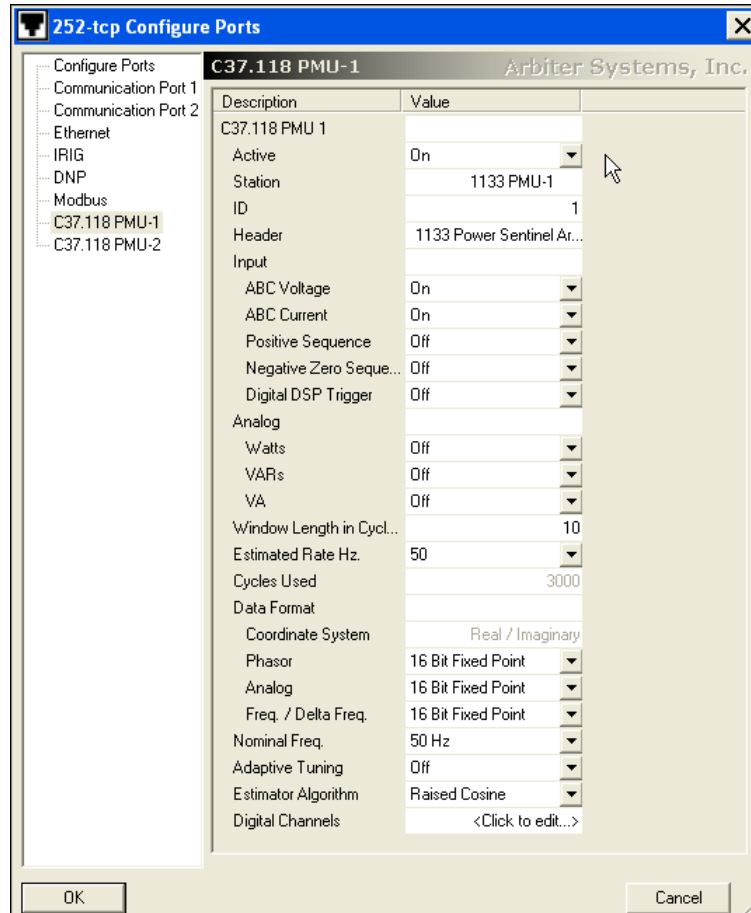 252-tcp Configure Ports
Configure Ports
Communication Port 1
Communication Port 2
Ethernet
IRIG
DNP
Modbus
C37.118 PMU-1
C37.118 PMU-2
C37.118 PMU-1 Arbiter Systems, Inc.
Description Value
C37.118 PMU 1
Active On
Station 1133 PMU-1
ID 1
Header 1133 Power Sentinel Ar...
Input
ABC Voltage On
ABC Current On
Positive Sequence Off
Negative Zero Seque... Off
Digital DSP Trigger Off
Analog
Watts Off
VARs Off
VA Off
Window Length in Cycl... 10
Estimated Rate Hz. 50
Cycles Used 3000
Data Format
Coordinate System Real / Imaginary
Phasor 16 Bit Fixed Point
Analog 16 Bit Fixed Point
Freq. / Delta Freq. 16 Bit Fixed Point
Nominal Freq. 50 Hz
Adaptive Tuning Off
Estimator Algorithm Raised Cosine
Digital Channels <Click to edit...>
OK Cancel